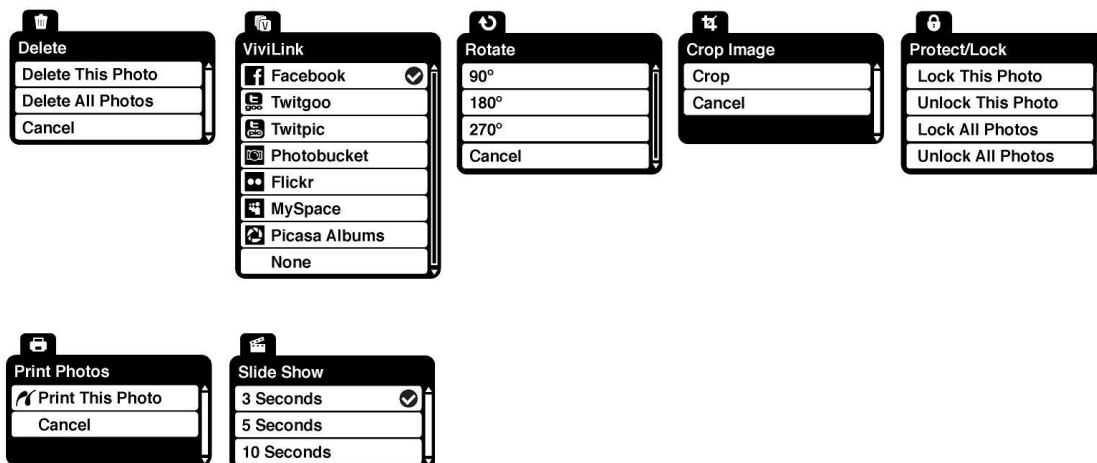 Delete
Delete This Photo
Delete All Photos
Cancel
ViviLink
Facebook
Twitgoo
Twitpic
Photobucket
Flickr
MySpace
Picasa Albums
None
Rotate
90°
180°
270°
Cancel
Crop Image
Crop
Cancel
Protect/Lock
Lock This Photo
Unlock This Photo
Lock All Photos
Unlock All Photos
Print Photos
Print This Photo
Cancel
Slide Show
3 Seconds
5 Seconds
10 Seconds